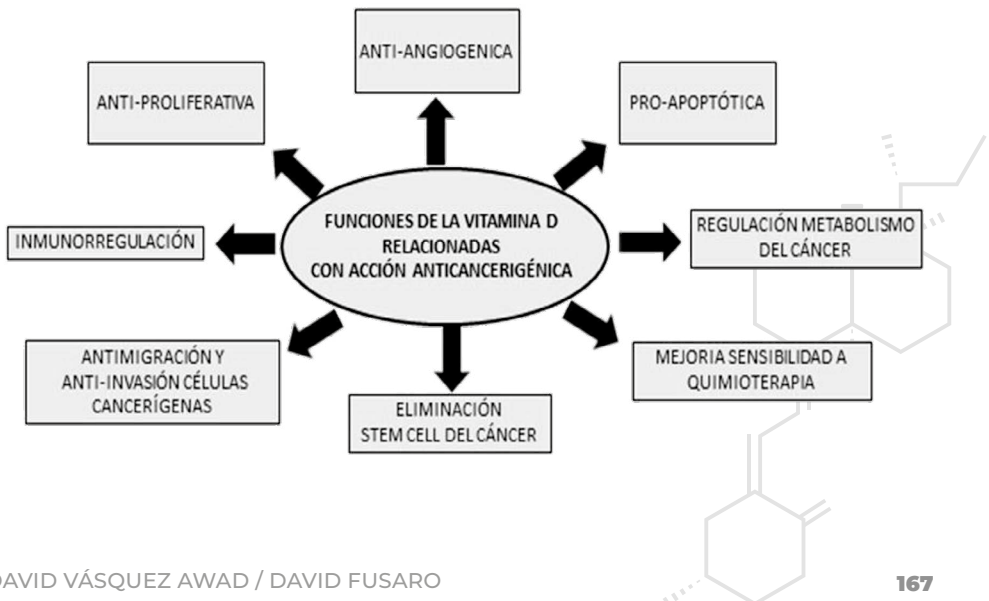 ANTI-ANGIOGENICA
ANTI-PROLIFERATIVA
PRO-APOPTÓTICA
FUNCIONES DE LA VITAMINA D
RELACIONADAS
CON ACCIÓN ANTICANCERIGÉNICA
INMUNORREGULACIÓN
REGULACIÓN METABOLISMO
DEL CÁNCER
ANTIMIGRACIÓN Y
ANTI-INVASIÓN CÉLULAS
CANCERÍGENAS
MEJORIA SENSIBILIDAD A
QUIMIOTERAPIA
ELIMINACIÓN
STEM CELL DEL CÁNCER
DAVID VÁSQUEZ AWAD / DAVID FUSARO
167